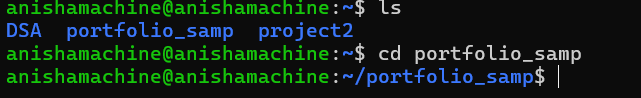 anishamachine@anishamachine:~$ ls
DSA  portfolio_samp  project2
anishamachine@anishamachine:~$ cd portfolio_samp
anishamachine@anishamachine:~/portfolio_samp$